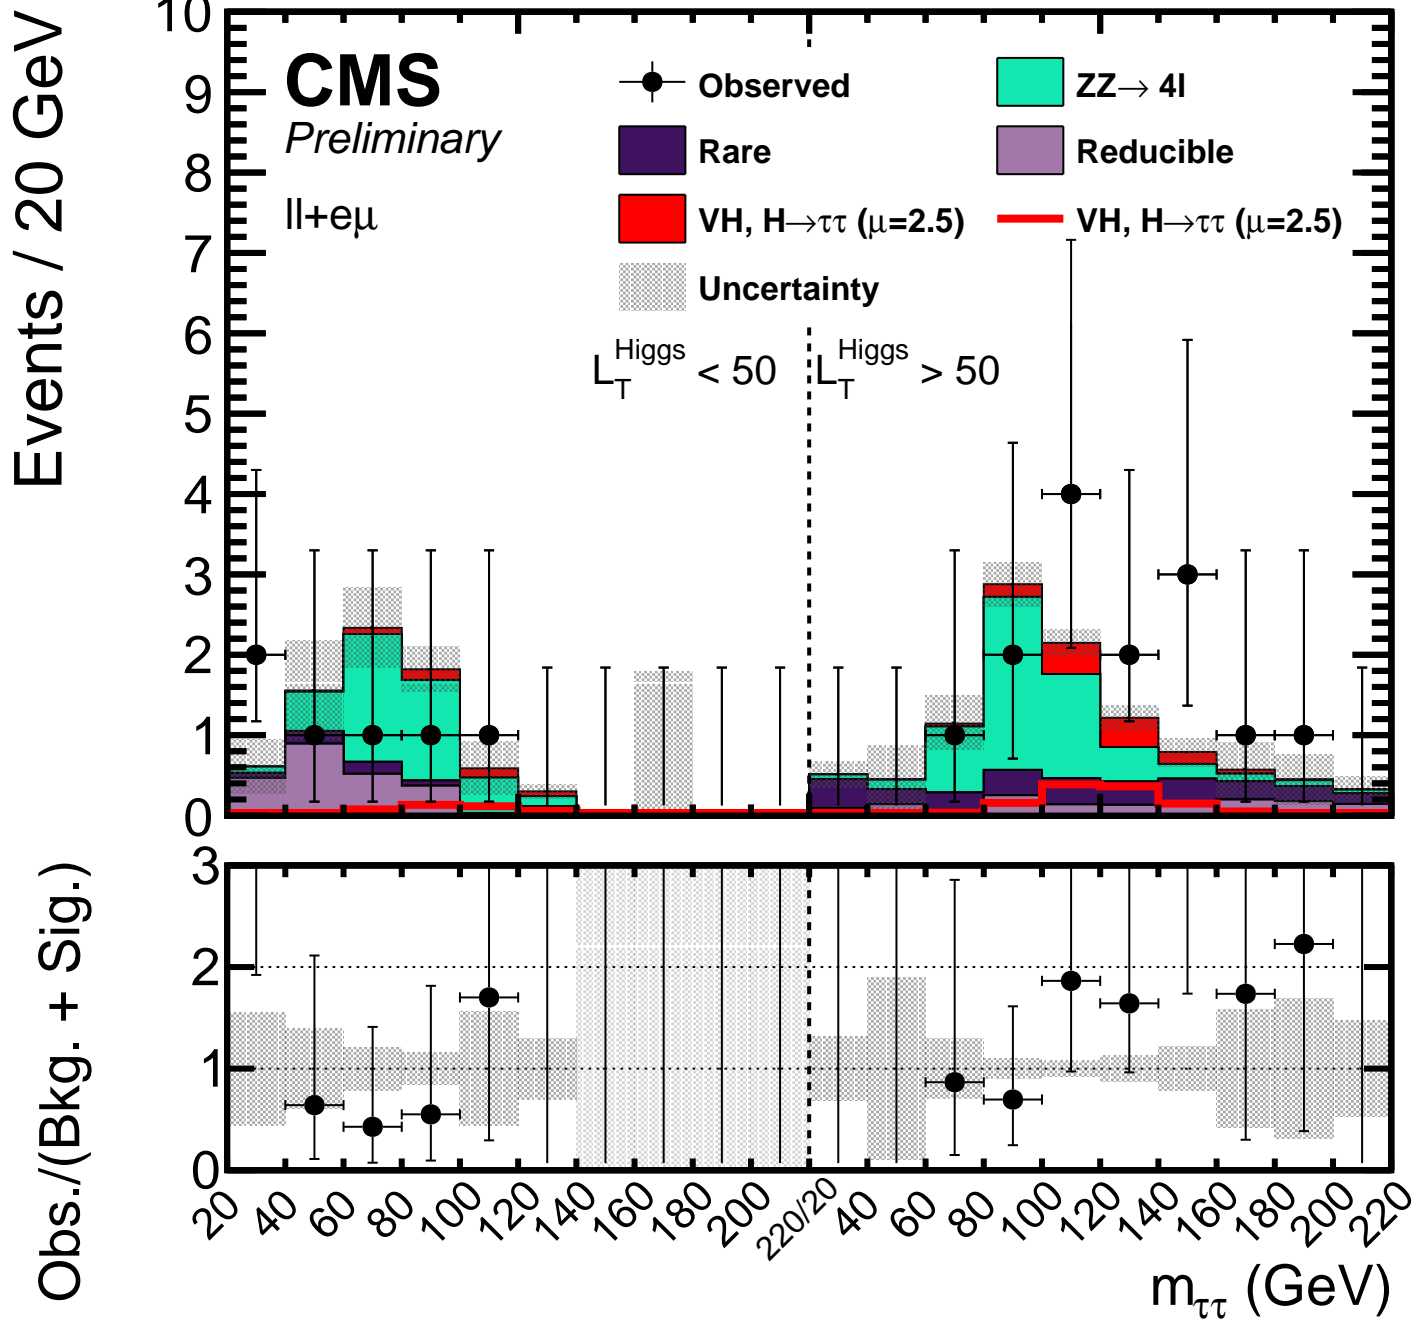 Events / 20 GeV
10
9
8
7
6
5
4
3
2
1
0
CMS
Preliminary
ll+eμ
Observed
ZZ→ 4l
Rare
Reducible
VH, H→ττ (μ=2.5)
VH, H→ττ (μ=2.5)
Uncertainty
L_T^Higgs < 50
L_T^Higgs > 50
Obs./(Bkg. + Sig.)
3
2
1
0
20 40 60 80 100 120 140 160 180 200 220/20 40 60 80 100 120 140 160 180 200 220
m_ττ (GeV)